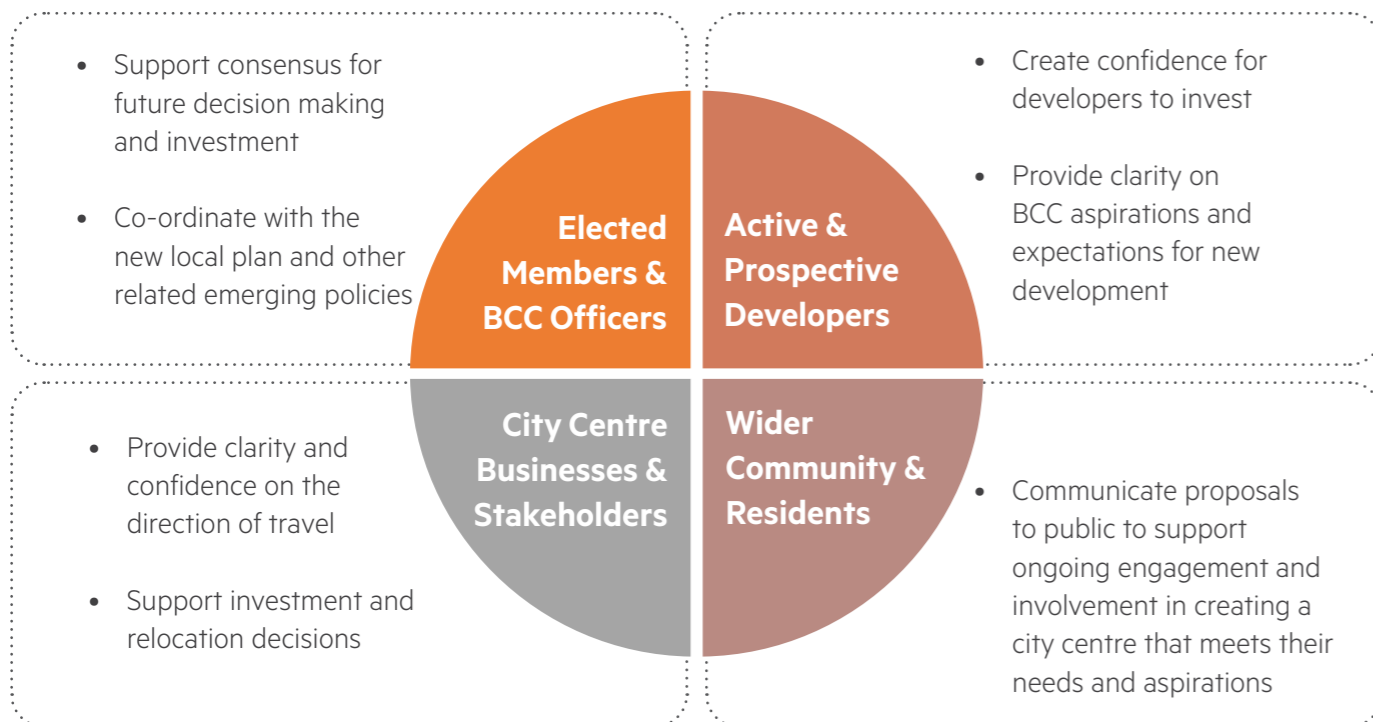 • Support consensus for
future decision making
and investment
• Co-ordinate with the
new local plan and other
related emerging policies
Elected
Members &
BCC Officers
Active &
Prospective
Developers
• Create confidence for
developers to invest
• Provide clarity on
BCC aspirations and
expectations for new
development
• Provide clarity and
confidence on the
direction of travel
• Support investment and
relocation decisions
City Centre
Businesses &
Stakeholders
Wider
Community &
Residents
• Communicate proposals
to public to support
ongoing engagement and
involvement in creating a
city centre that meets their
needs and aspirations